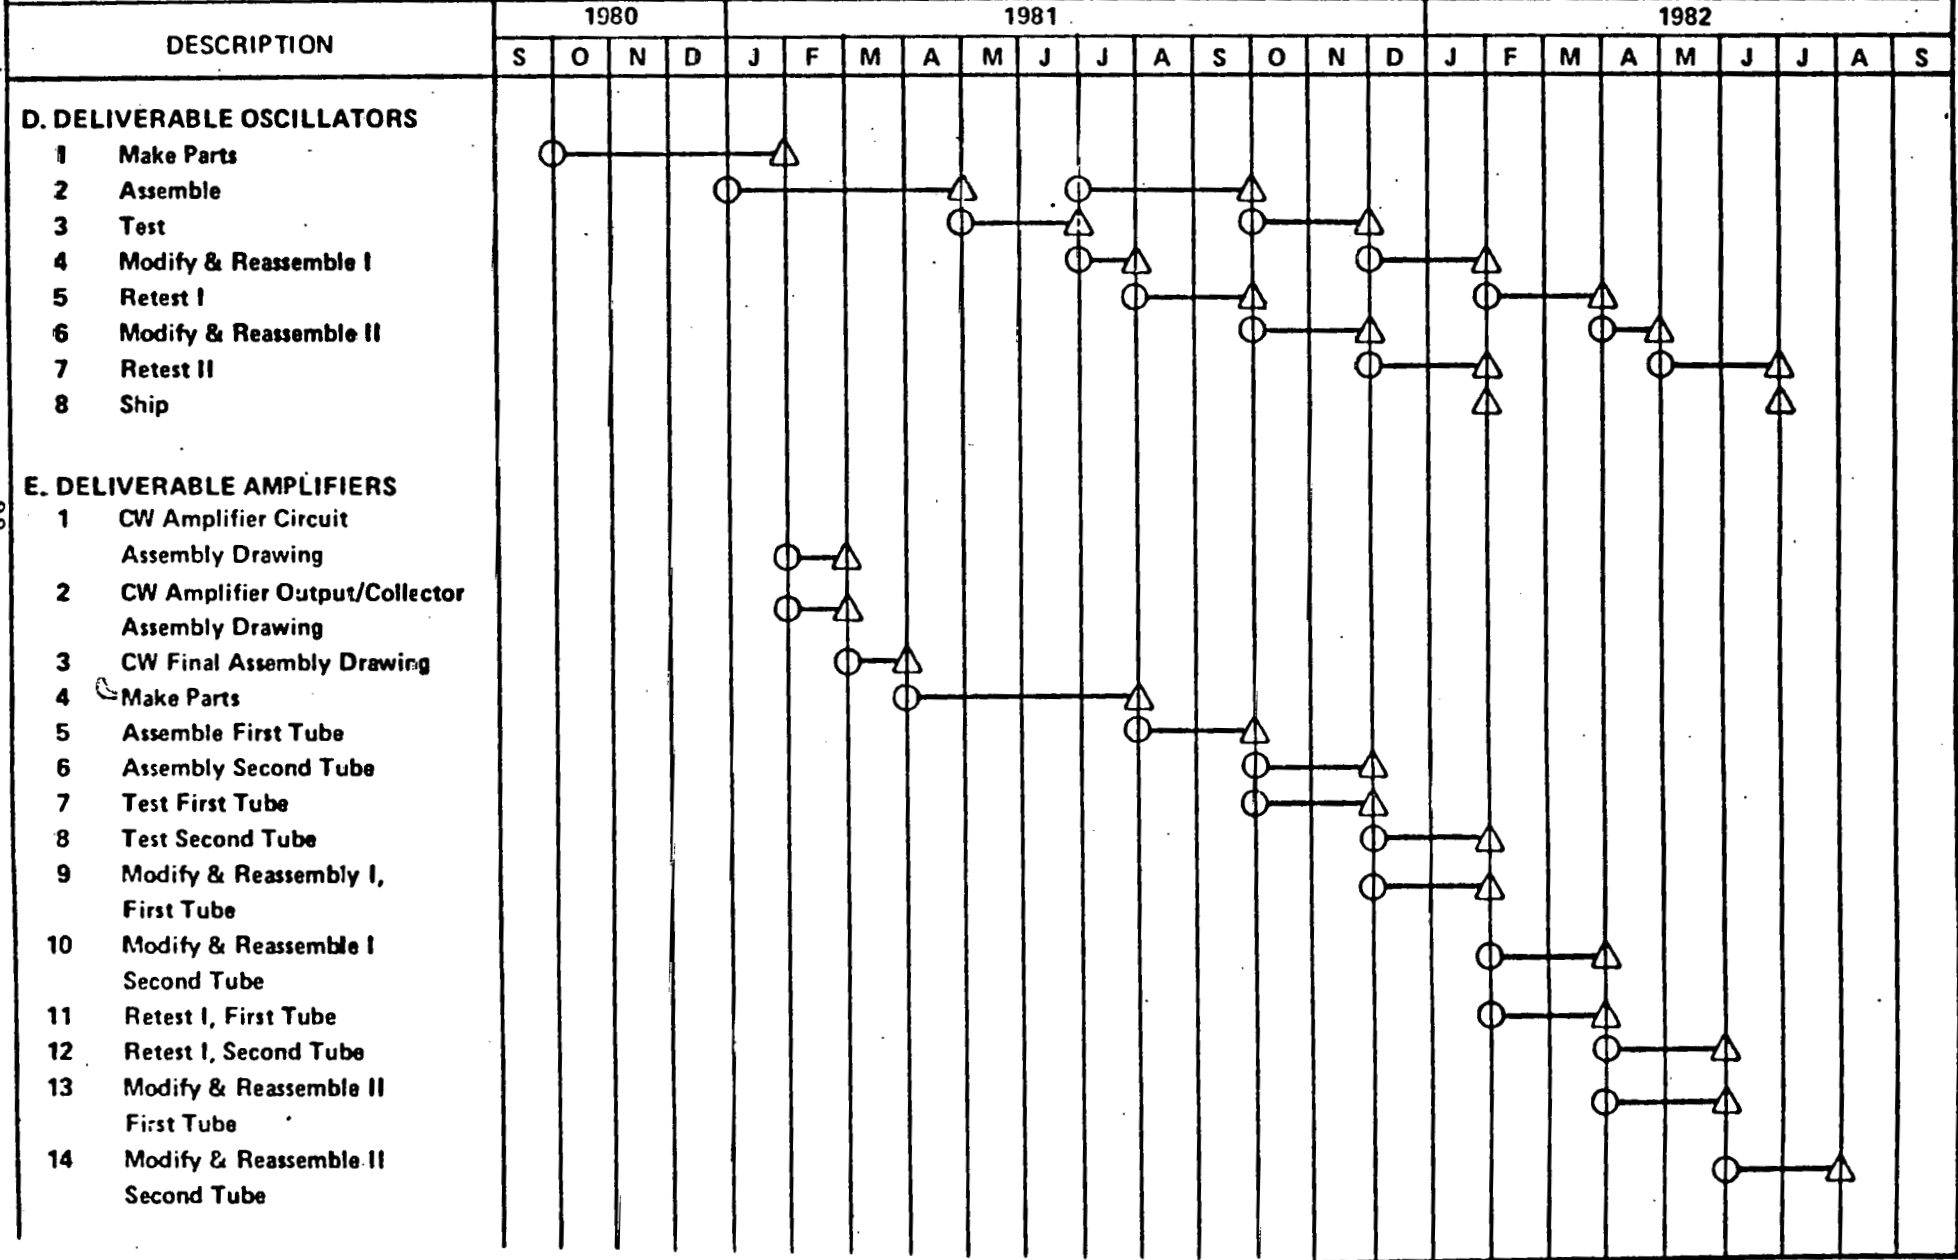 1980 1981 1982
DESCRIPTION
S O N D J F M A M J J A S O N D J F M A M J J A S
D. DELIVERABLE OSCILLATORS
1 Make Parts
2 Assemble
3 Test
4 Modify & Reassemble I
5 Retest I
6 Modify & Reassemble II
7 Retest II
8 Ship
E. DELIVERABLE AMPLIFIERS
1 CW Amplifier Circuit
Assembly Drawing
2 CW Amplifier Output/Collector
Assembly Drawing
3 CW Final Assembly Drawing
4 Make Parts
5 Assemble First Tube
6 Assembly Second Tube
7 Test First Tube
8 Test Second Tube
9 Modify & Reassembly I,
First Tube
10 Modify & Reassemble I
Second Tube
11 Retest I, First Tube
12 Retest I, Second Tube
13 Modify & Reassemble II
First Tube
14 Modify & Reassemble II
Second Tube